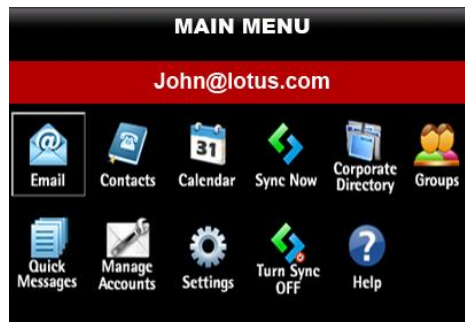 MAIN MENU
John@lotus.com
@
31
Email
Contacts
Calendar
Sync Now
Corporate
Directory
Groups
Quick
Messages
Manage
Accounts
Settings
Turn Sync
OFF
?
Help